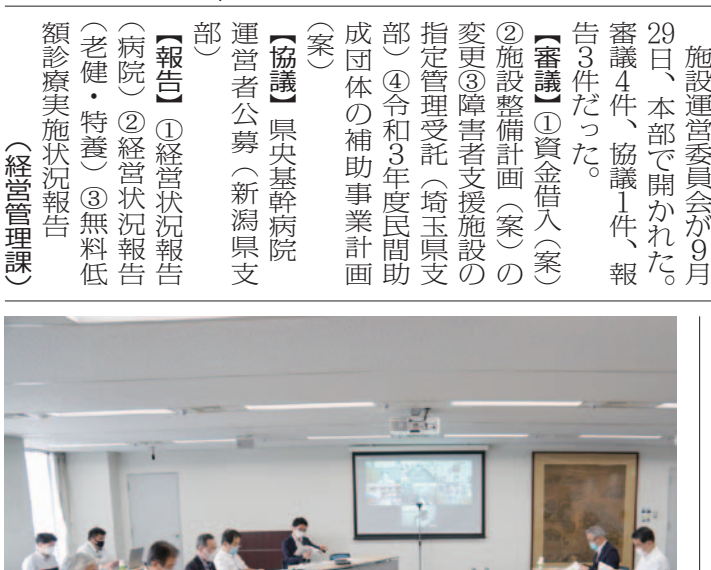 施設運営委員会が９月
29日、本部で開かれた。
審議４件、協議１件、報
告３件だった。
【審議】①資金借入（案）
②施設整備計画（案）の
変更③障害者支援施設の
指定管理受託（埼玉県支
部）④令和３年度民間助
成団体の補助事業計画
（案）
【協議】県央基幹病院
運営者公募（新潟県支
部）
【報告】①経営状況報告
（病院）②経営状況報告
（老健・特養）③無料低
額診療実施状況報告
（経営管理課）